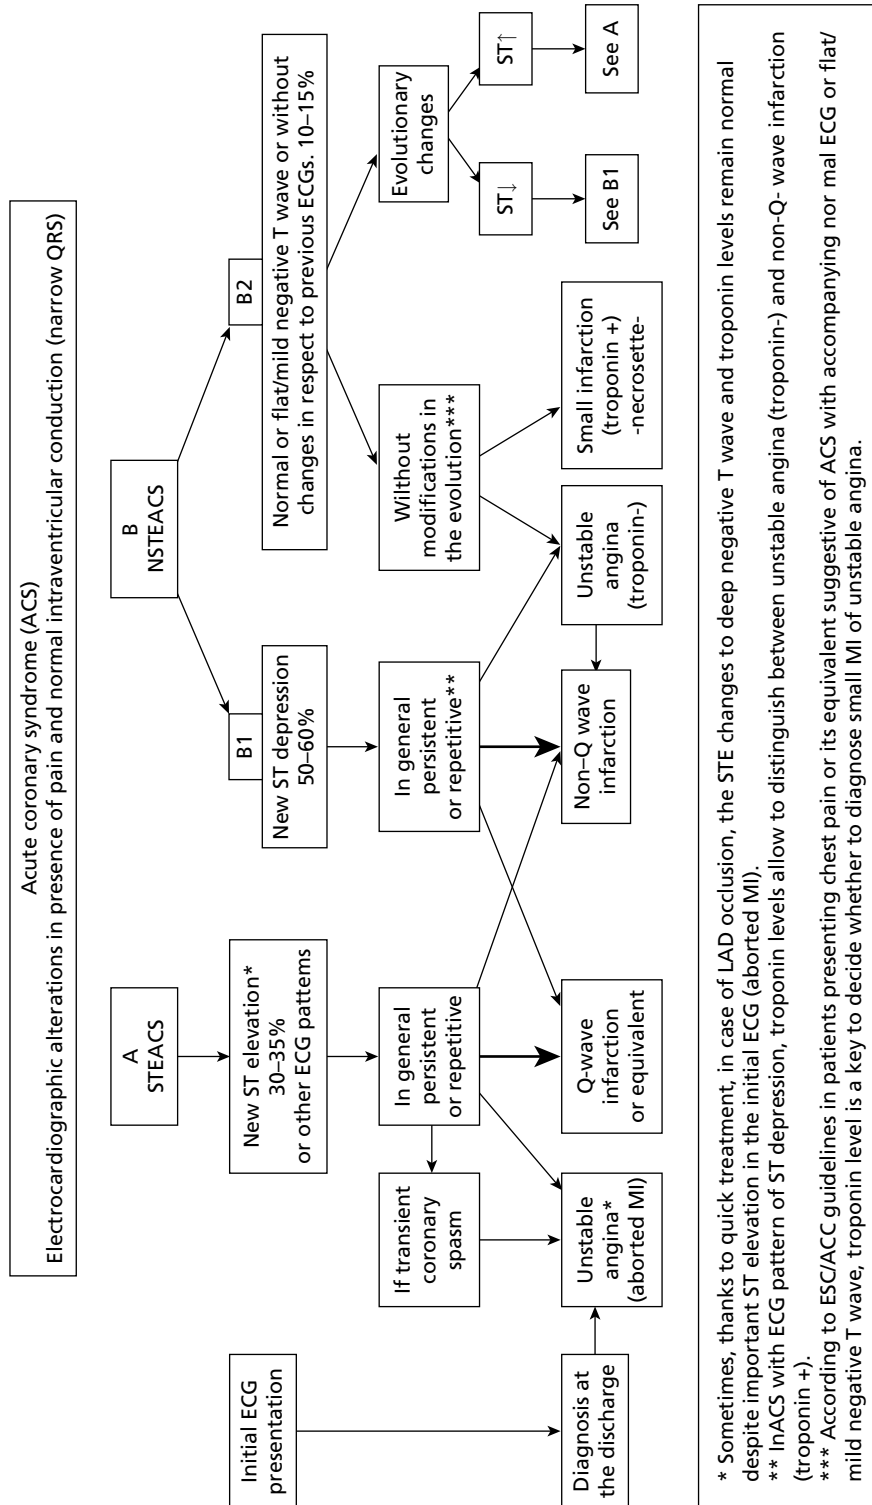 Acute coronary syndrome (ACS)
Electrocardiographic alterations in presence of pain and normal intraventricular conduction (narrow QRS)
A
STEACS
B
NSTEACS
Initial ECG
presentation
New ST elevation*
30–35%
or other ECG patterns
B1
New ST depression
50–60%
B2
Normal or flat/mild negative T wave or without
changes in respect to previous ECGs. 10–15%
If transient
coronary
spasm
In general
persistent
or repetitive
In general
persistent
or repetitive**
Wilthout
modifications in
the evolution***
Evolutionary
changes
ST↓
ST↑
Diagnosis at
the discharge
Unstable
angina*
(aborted MI)
Q-wave
infarction
or equivalent
Non–Q wave
infarction
Unstable
angina
(troponin-)
Small infarction
(troponin +)
-necrosette-
See B1
See A
* Sometimes, thanks to quick treatment, in case of LAD occlusion, the STE changes to deep negative T wave and troponin levels remain normal
despite important ST elevation in the initial ECG (aborted MI).
** InACS with ECG pattern of ST depression, troponin levels allow to distinguish between unstable angina (troponin-) and non-Q- wave infarction
(troponin +).
*** According to ESC/ACC guidelines in patients presenting chest pain or its equivalent suggestive of ACS with accompanying nor mal ECG or flat/
mild negative T wave, troponin level is a key to decide whether to diagnose small MI of unstable angina.